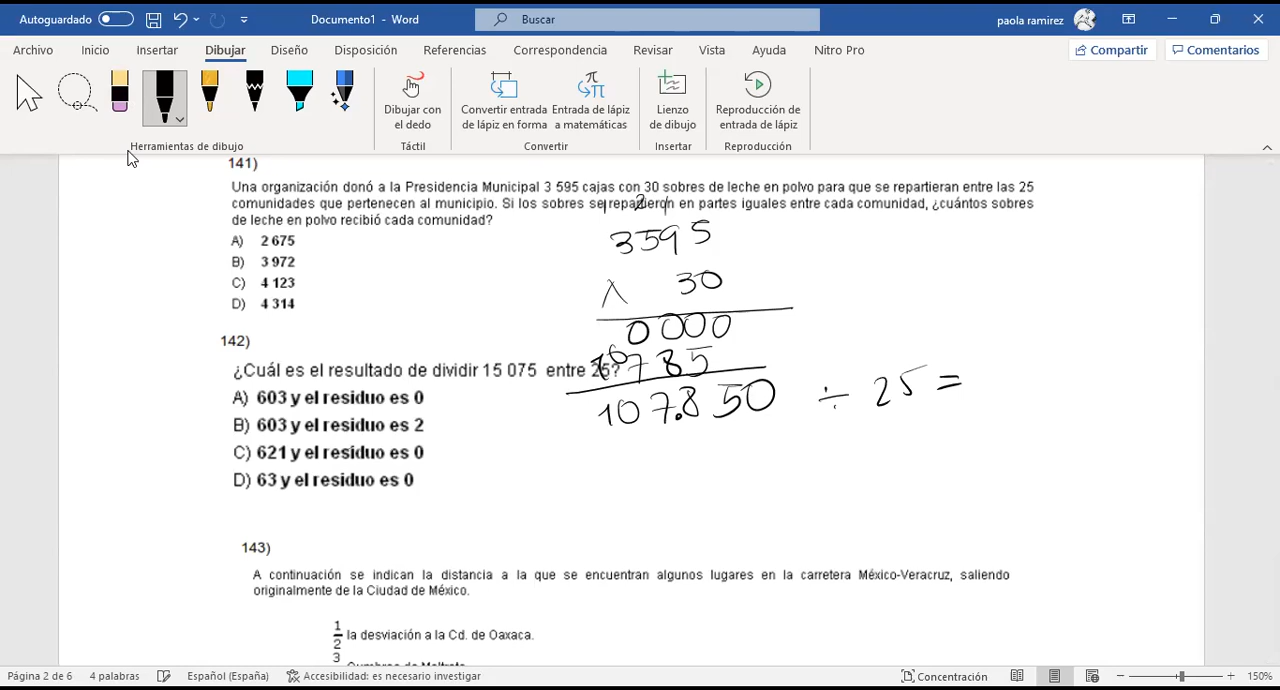 Autoguardado
Documento1 - Word
Buscar
paola ramirez
Archivo Inicio Insertar Dibujar Diseño Disposición Referencias Correspondencia Revisar Vista Ayuda Nitro Pro
Compartir Comentarios
Dibujar con el dedo
Convertir entrada de lápiz en forma
Entrada de lápiz a matemáticas
Lienzo de dibujo
Reproducción de entrada de lápiz
Herramientas de dibujo Táctil Convertir Insertar Reproducción
141)
Una organización donó a la Presidencia Municipal 3 595 cajas con 30 sobres de leche en polvo para que se repartieran entre las 25
comunidades que pertenecen al municipio. Si los sobres se repartieron en partes iguales entre cada comunidad, ¿cuántos sobres
de leche en polvo recibió cada comunidad?
A) 2 675
B) 3 972
C) 4 123
D) 4 314
1 2 1
3595
x 30
0000
10785
107.850 ÷ 25 =
142)
¿Cuál es el resultado de dividir 15 075 entre 25?
A) 603 y el residuo es 0
B) 603 y el residuo es 2
C) 621 y el residuo es 0
D) 63 y el residuo es 0
143)
A continuación se indican la distancia a la que se encuentran algunos lugares en la carretera México-Veracruz, saliendo
originalmente de la Ciudad de México.
1/2 la desviación a la Cd. de Oaxaca.
3
Página 2 de 6 4 palabras Español (España) Accesibilidad: es necesario investigar Concentración 150%